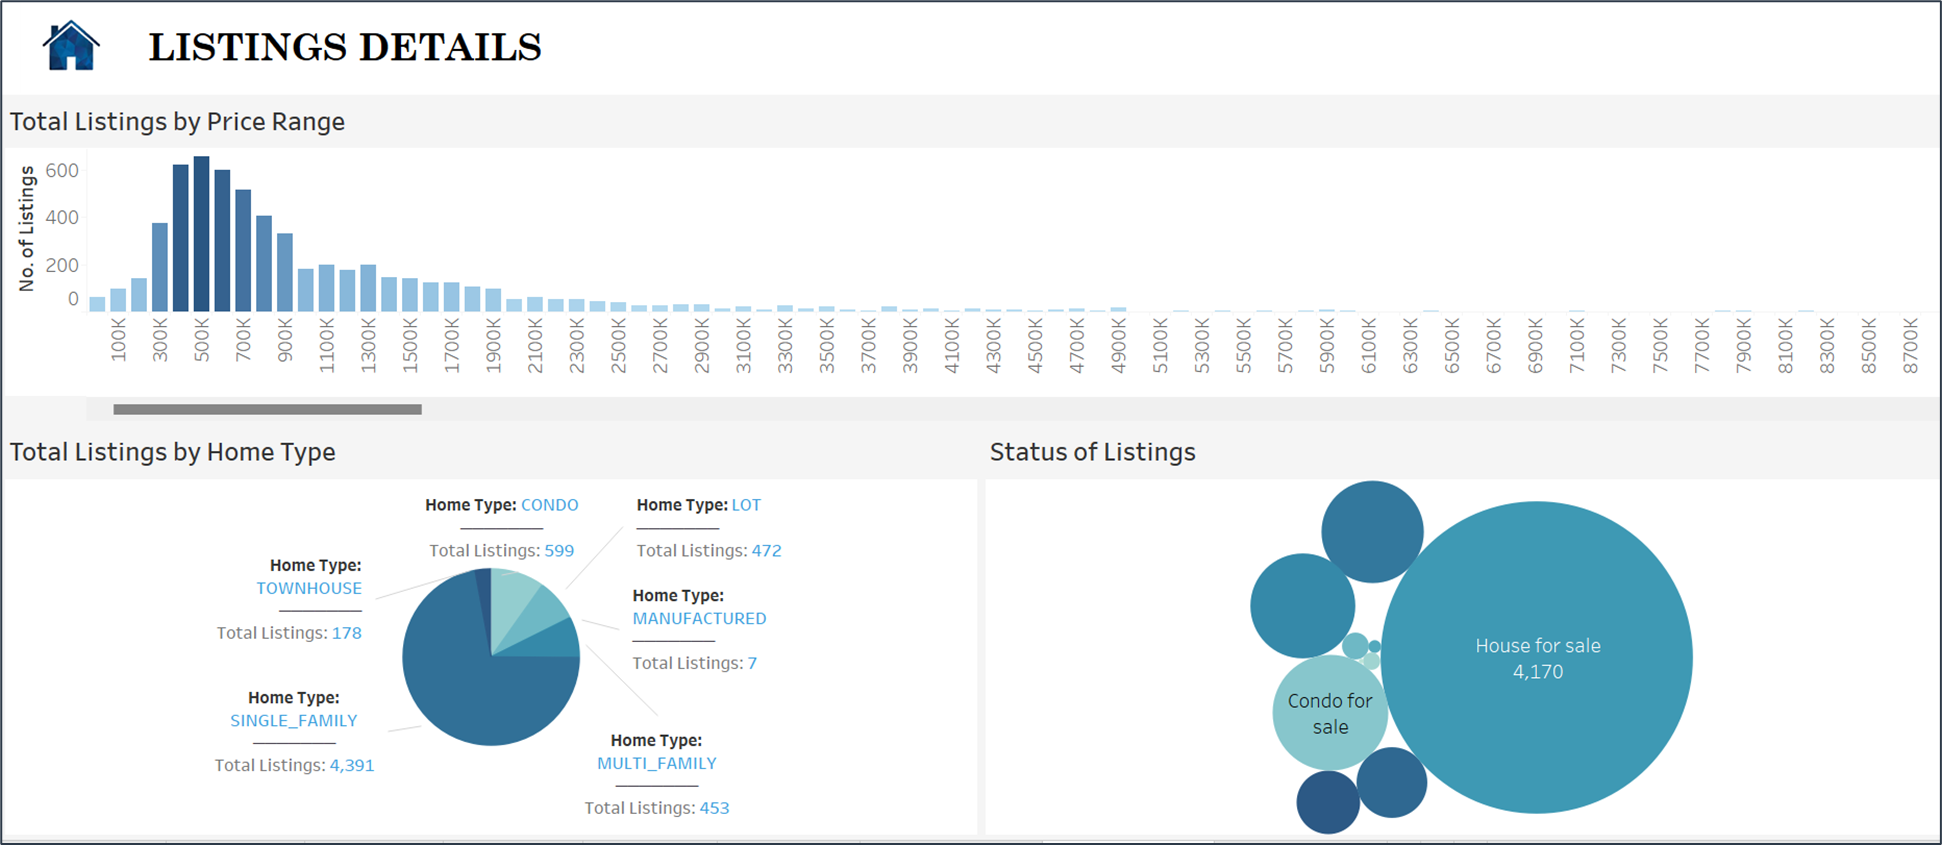 LISTINGS DETAILS
Total Listings by Price Range
No. of Listings
600
400
200
0
100K
300K
500K
700K
900K
1100K
1300K
1500K
1700K
1900K
2100K
2300K
2500K
2700K
2900K
3100K
3300K
3500K
3700K
3900K
4100K
4300K
4500K
4700K
4900K
5100K
5300K
5500K
5700K
5900K
6100K
6300K
6500K
6700K
6900K
7100K
7300K
7500K
7700K
7900K
8100K
8300K
8500K
8700K
Total Listings by Home Type
Home Type: CONDO
Total Listings: 599
Home Type: LOT
Total Listings: 472
Home Type:
TOWNHOUSE
Total Listings: 178
Home Type:
MANUFACTURED
Total Listings: 7
Home Type:
SINGLE_FAMILY
Total Listings: 4,391
Home Type:
MULTI_FAMILY
Total Listings: 453
Status of Listings
House for sale
4,170
Condo for
sale